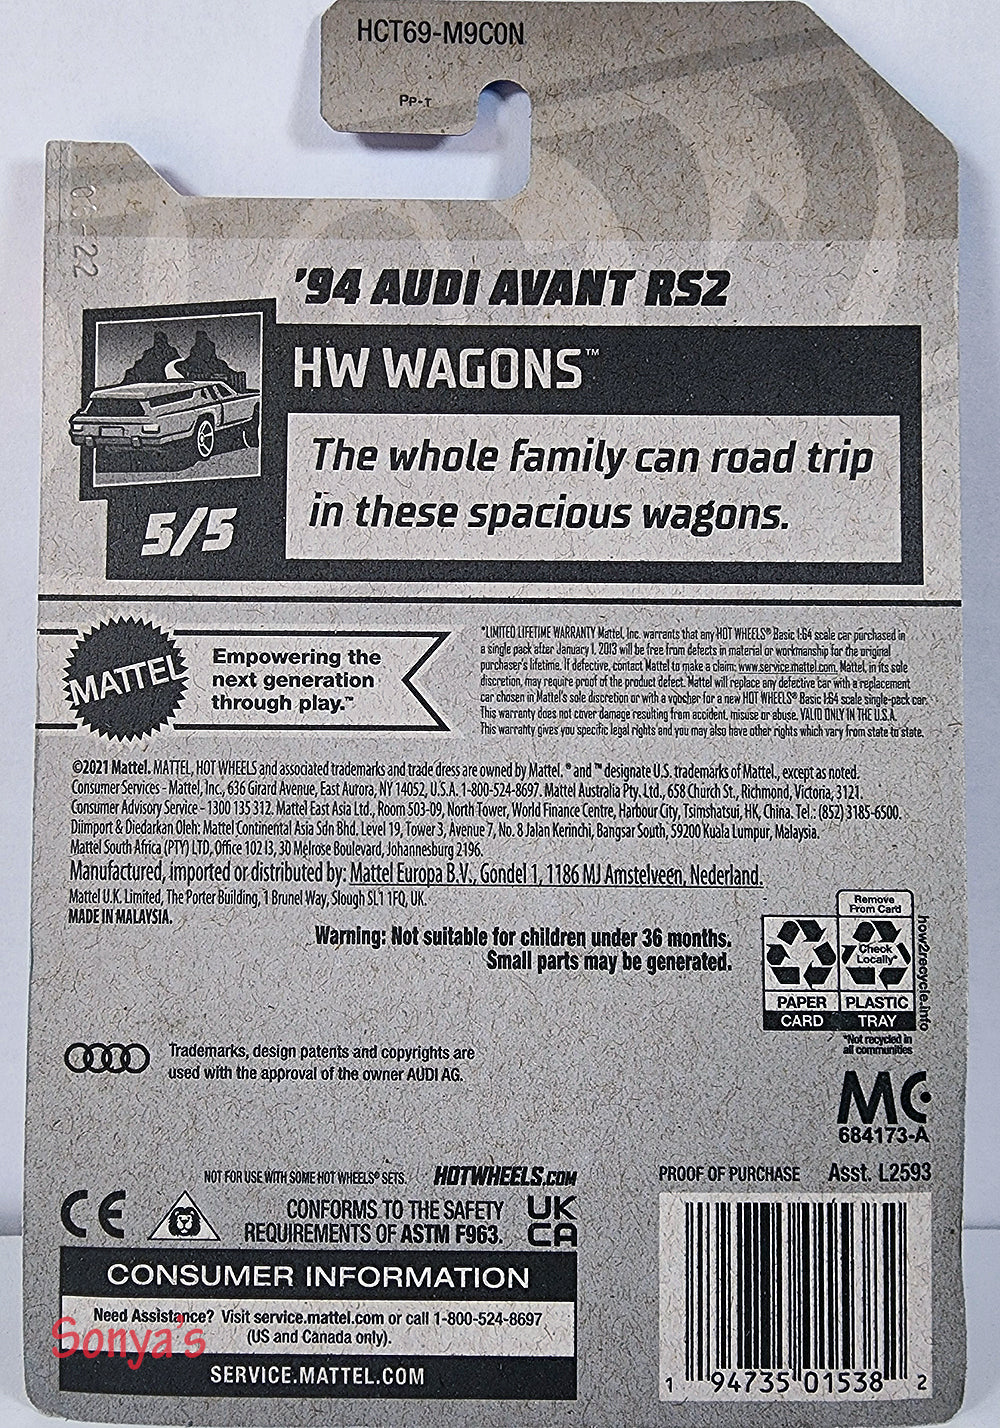 HCT69-M9C0N
PP-T
06-22
'94 AUDI AVANT RS2
HW WAGONS™
The whole family can road trip
in these spacious wagons.
5/5
MATTEL
Empowering the
next generation
through play.™
*LIMITED LIFETIME WARRANTY Mattel, Inc. warrants that any HOT WHEELS® Basic 1:64 scale car purchased in
a single pack after January 1, 2013 will be free from defects in material or workmanship for the original
purchaser's lifetime. If defective, contact Mattel to make a claim: www.service.mattel.com. Mattel, in its sole
discretion, may require proof of the product defect. Mattel will replace any defective car with a replacement
car chosen in Mattel's sole discretion or with a voucher for a new HOT WHEELS® Basic 1:64 scale single-pack car.
This warranty does not cover damage resulting from accident, misuse or abuse. VALID ONLY IN THE U.S.A.
This warranty gives you specific legal rights and you may also have other rights which vary from state to state.
©2021 Mattel. MATTEL, HOT WHEELS and associated trademarks and trade dress are owned by Mattel. ® and ™ designate U.S. trademarks of Mattel., except as noted.
Consumer Services - Mattel, Inc., 636 Girard Avenue, East Aurora, NY 14052, U.S.A. 1-800-524-8697. Mattel Australia Pty. Ltd., 658 Church St., Richmond, Victoria, 3121.
Consumer Advisory Service - 1300 135 312. Mattel East Asia Ltd., Room 503-09, North Tower, World Finance Centre, Harbour City, Tsimshatsui, HK, China. Tel.: (852) 3185-6500.
Diimport & Diedarkan Oleh: Mattel Continental Asia Sdn Bhd. Level 19, Tower 3, Avenue 7, No. 8 Jalan Kerinchi, Bangsar South, 59200 Kuala Lumpur, Malaysia.
Mattel South Africa (PTY) LTD, Office 102 I3, 30 Melrose Boulevard, Johannesburg 2196.
Manufactured, imported or distributed by: Mattel Europa B.V., Gondel 1, 1186 MJ Amstelveen, Nederland.
Mattel U.K. Limited, The Porter Building, 1 Brunel Way, Slough SL1 1FQ, UK.
MADE IN MALAYSIA.
Warning: Not suitable for children under 36 months.
Small parts may be generated.
Remove
From Card
Check
Locally*
PAPER
PLASTIC
CARD
TRAY
how2recycle.info
*Not recycled in
all communities
Trademarks, design patents and copyrights are
used with the approval of the owner AUDI AG.
MC
684173-A
NOT FOR USE WITH SOME HOT WHEELS® SETS.
HOTWHEELS.COM
PROOF OF PURCHASE
Asst. L2593
CE
CONFORMS TO THE SAFETY
REQUIREMENTS OF ASTM F963.
UK
CA
CONSUMER INFORMATION
Need Assistance? Visit service.mattel.com or call 1-800-524-8697
(US and Canada only).
SERVICE.MATTEL.COM
Sonya's
1 94735 01538 2